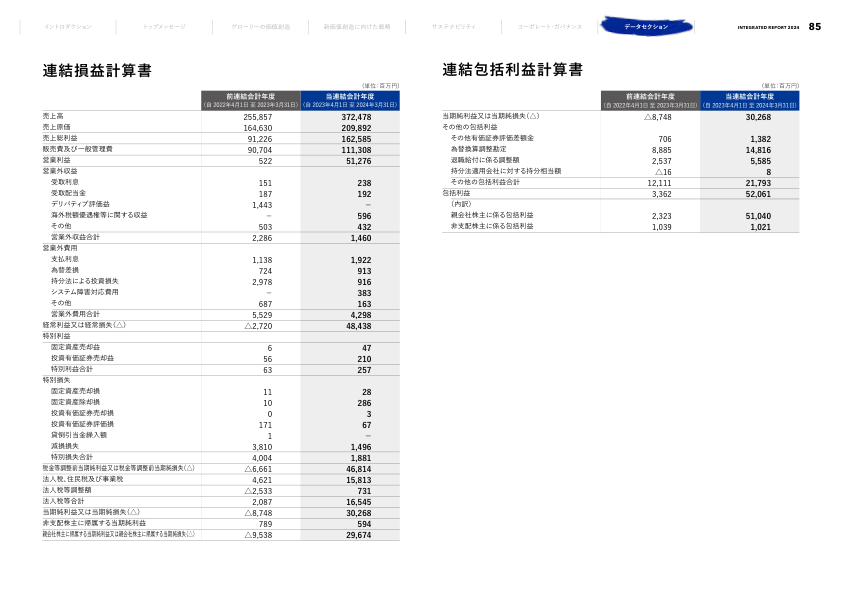 イントロダクション
トップメッセージ
グローリーの価値創造
新価値創造に向けた戦略
サステナビリティ
コーポレート・ガバナンス
データセクション
INTEGRATED REPORT 2024 85
連結損益計算書
(単位:百万円)
前連結会計年度 当連結会計年度
(自 2022年4月1日 至 2023年3月31日) (自 2023年4月1日 至 2024年3月31日)
売上高 255,857 372,478
売上原価 164,630 209,892
売上総利益 91,226 162,585
販売費及び一般管理費 90,704 111,308
営業利益 522 51,276
営業外収益
受取利息 151 238
受取配当金 187 192
デリバティブ評価益 1,443 −
海外税額優遇権等に関する収益 − 596
その他 503 432
営業外収益合計 2,286 1,460
営業外費用
支払利息 1,138 1,922
為替差損 724 913
持分法による投資損失 2,978 916
システム障害対応費用 − 383
その他 687 163
営業外費用合計 5,529 4,298
経常利益又は経常損失(△) △2,720 48,438
特別利益
固定資産売却益 6 47
投資有価証券売却益 56 210
特別利益合計 63 257
特別損失
固定資産売却損 11 28
固定資産除却損 10 286
投資有価証券売却損 0 3
投資有価証券評価損 171 67
貸倒引当金繰入額 1 −
減損損失 3,810 1,496
特別損失合計 4,004 1,881
税金等調整前当期純利益又は税金等調整前当期純損失(△) △6,661 46,814
法人税、住民税及び事業税 4,621 15,813
法人税等調整額 △2,533 731
法人税等合計 2,087 16,545
当期純利益又は当期純損失(△) △8,748 30,268
非支配株主に帰属する当期純利益 789 594
親会社株主に帰属する当期純利益又は親会社株主に帰属する当期純損失(△) △9,538 29,674
連結包括利益計算書
(単位:百万円)
前連結会計年度 当連結会計年度
(自 2022年4月1日 至 2023年3月31日) (自 2023年4月1日 至 2024年3月31日)
当期純利益又は当期純損失(△) △8,748 30,268
その他の包括利益
その他有価証券評価差額金 706 1,382
為替換算調整勘定 8,885 14,816
退職給付に係る調整額 2,537 5,585
持分法適用会社に対する持分相当額 △16 8
その他の包括利益合計 12,111 21,793
包括利益 3,362 52,061
(内訳)
親会社株主に係る包括利益 2,323 51,040
非支配株主に係る包括利益 1,039 1,021